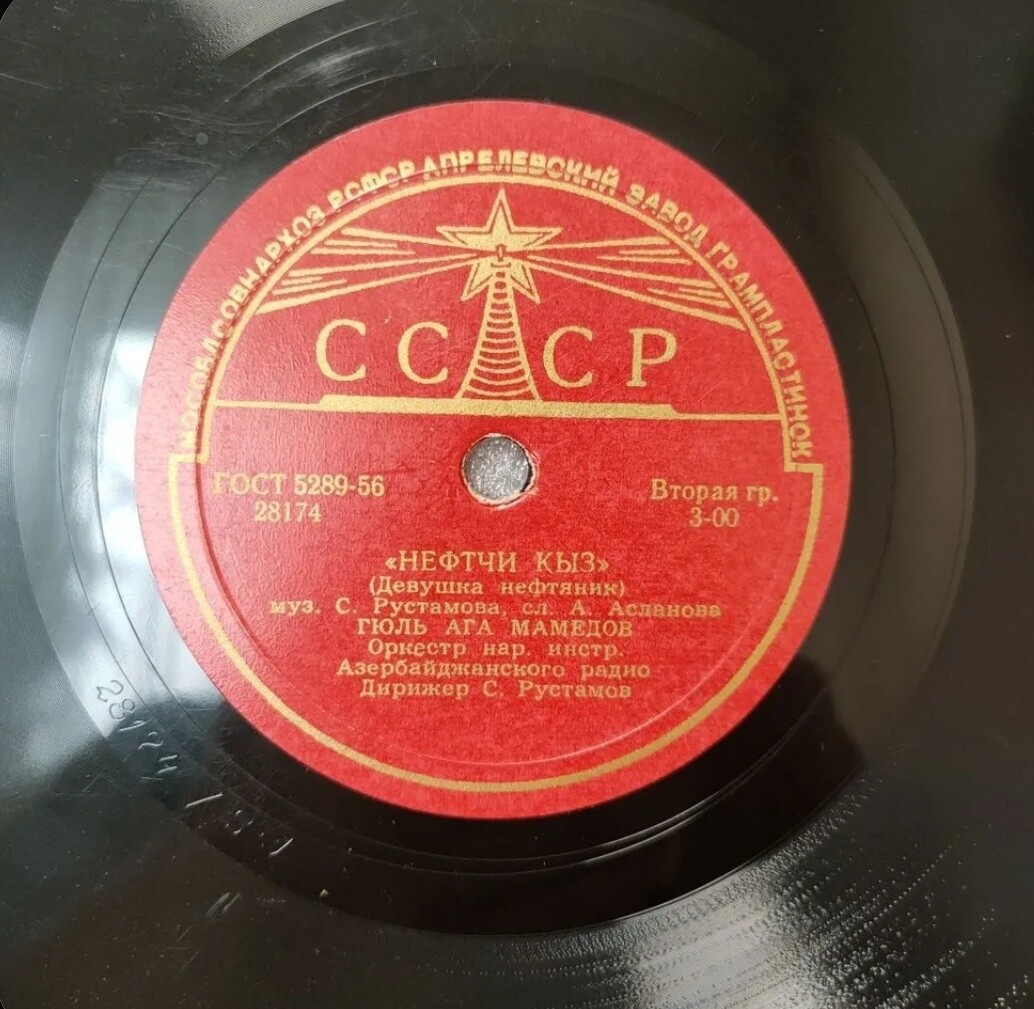 МОСОБЛСОВНАРХОЗ РСФСР АПРЕЛЕВСКИЙ ЗАВОД ГРАМПЛАСТИНОК
СССР
ГОСТ 5289-56
28174
Вторая гр.
3-00
«НЕФТЧИ КЫЗ»
(Девушка нефтяник)
муз. С. Рустамова, сл. А. Асланова
ГЮЛЬ АГА МАМЕДОВ
Оркестр нар. инстр.
Азербайджанского радио
Дирижер С. Рустамов
28174